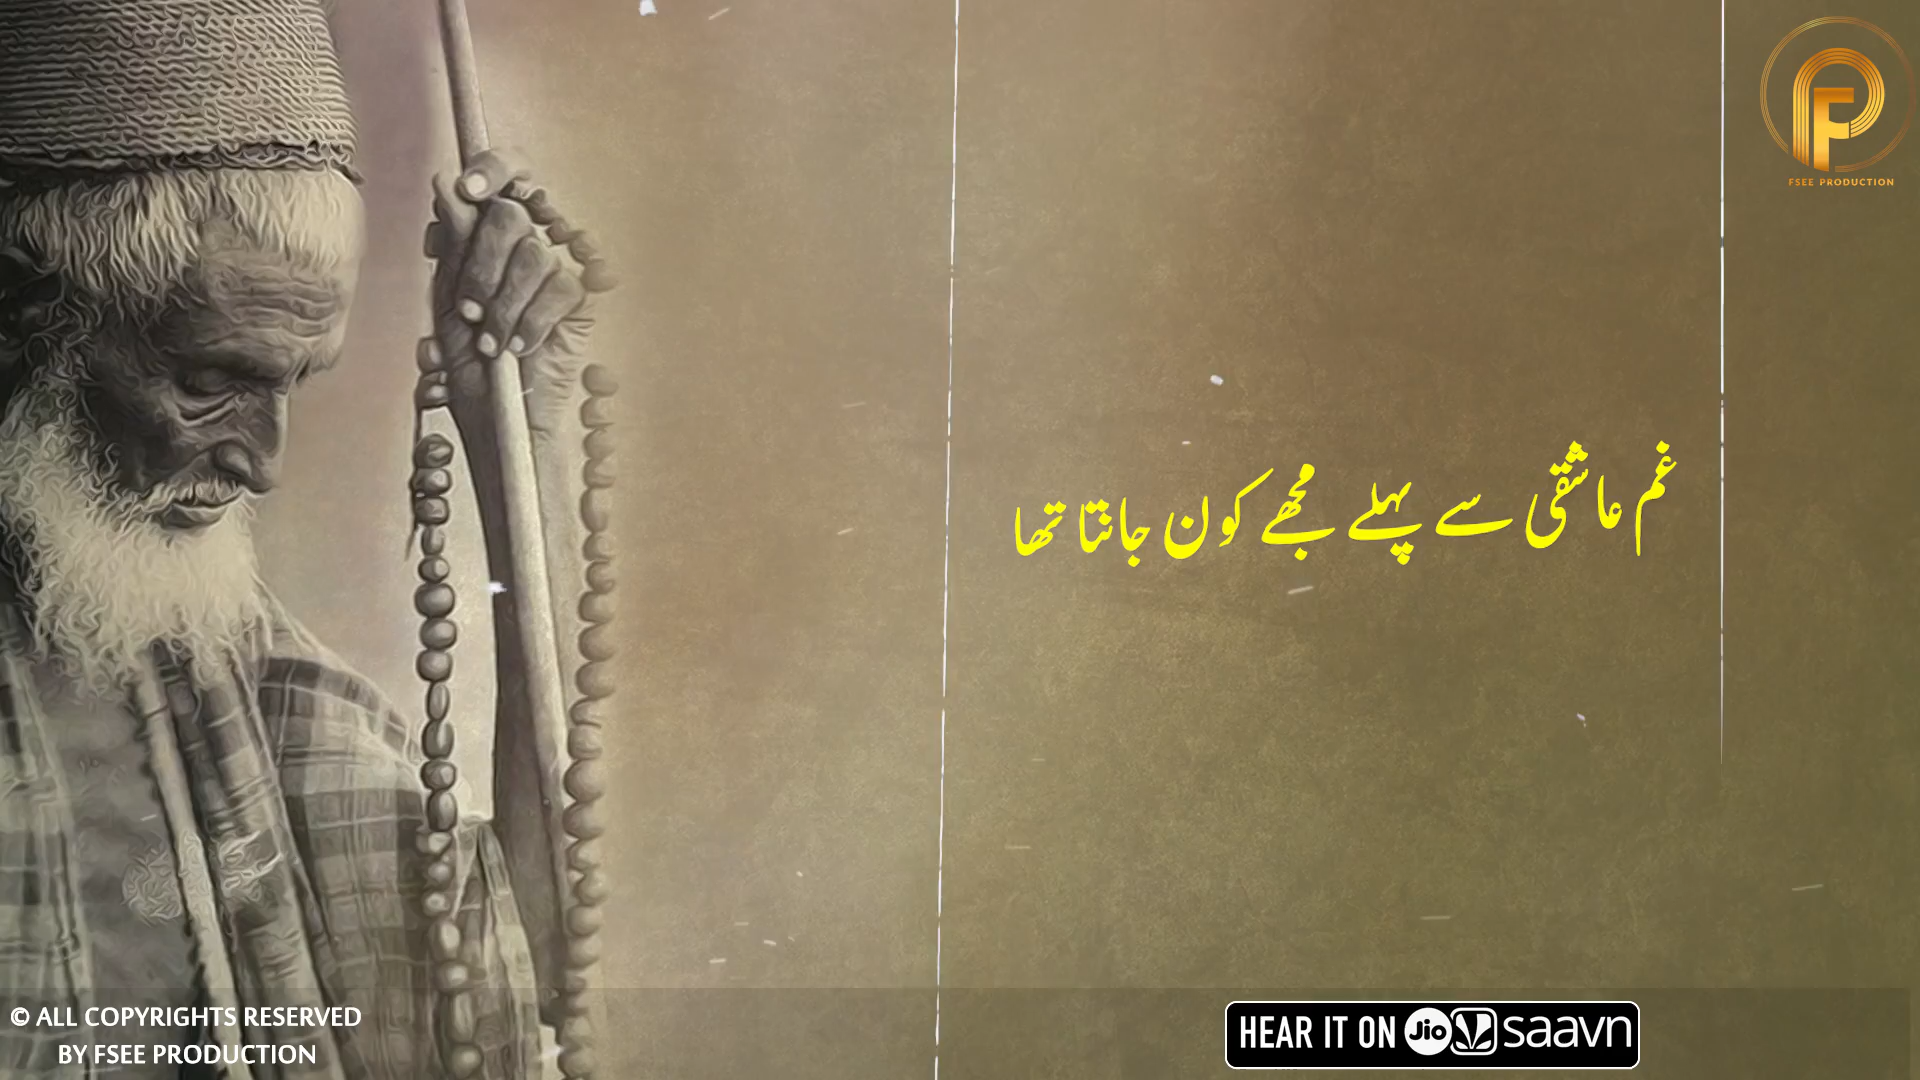 FSEE PRODUCTION
غم عاشقی سے پہلے مجھے کون جانتا تھا
© ALL COPYRIGHTS RESERVED
BY FSEE PRODUCTION
HEAR IT ON Jio saavn